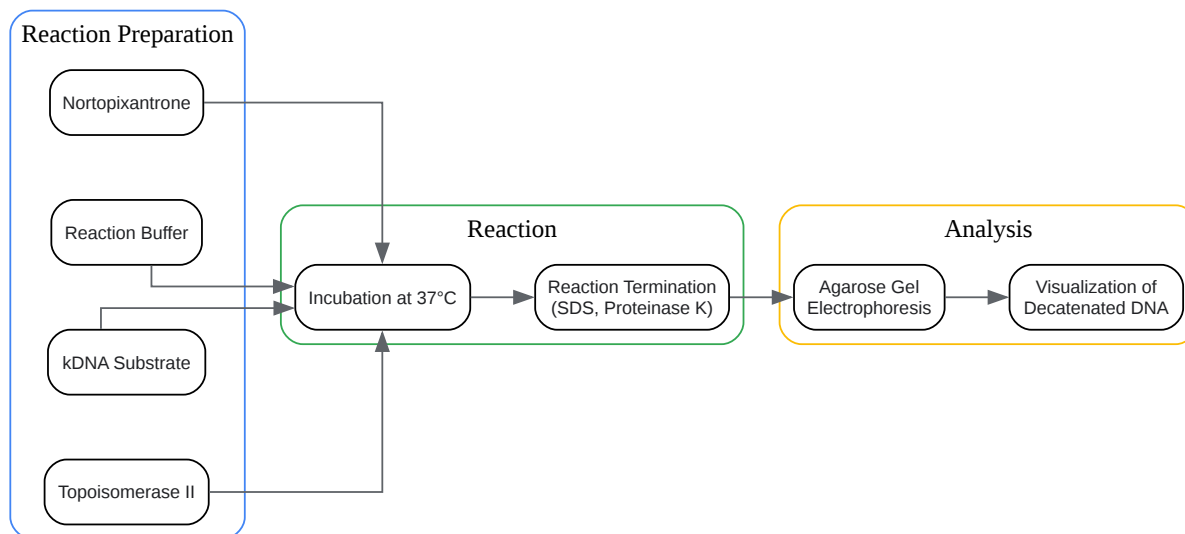 Reaction Preparation
Nortopixantrone
Reaction Buffer
kDNA Substrate
Topoisomerase II
Reaction
Incubation at 37°C
Reaction Termination
(SDS, Proteinase K)
Analysis
Agarose Gel
Electrophoresis
Visualization of
Decatenated DNA